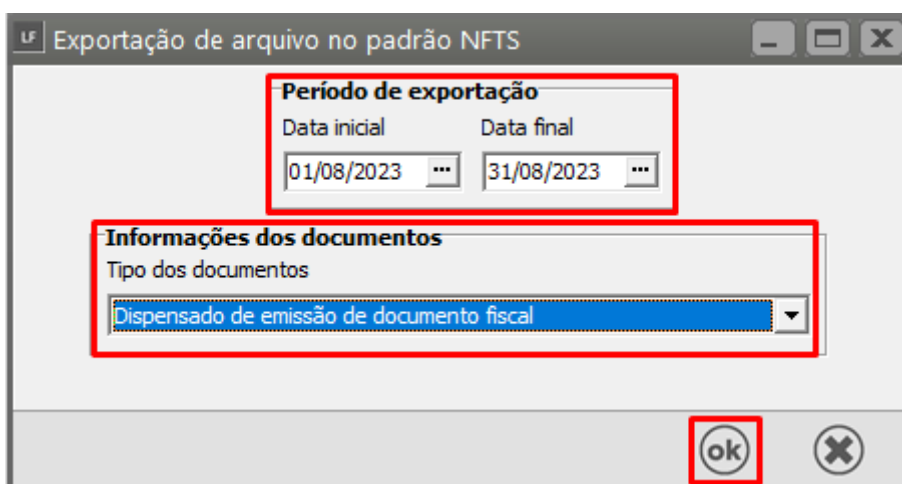 LF Exportação de arquivo no padrão NFTS
Período de exportação
Data inicial Data final
01/08/2023 ... 31/08/2023 ...
Informações dos documentos
Tipo dos documentos
Dispensado de emissão de documento fiscal
ok